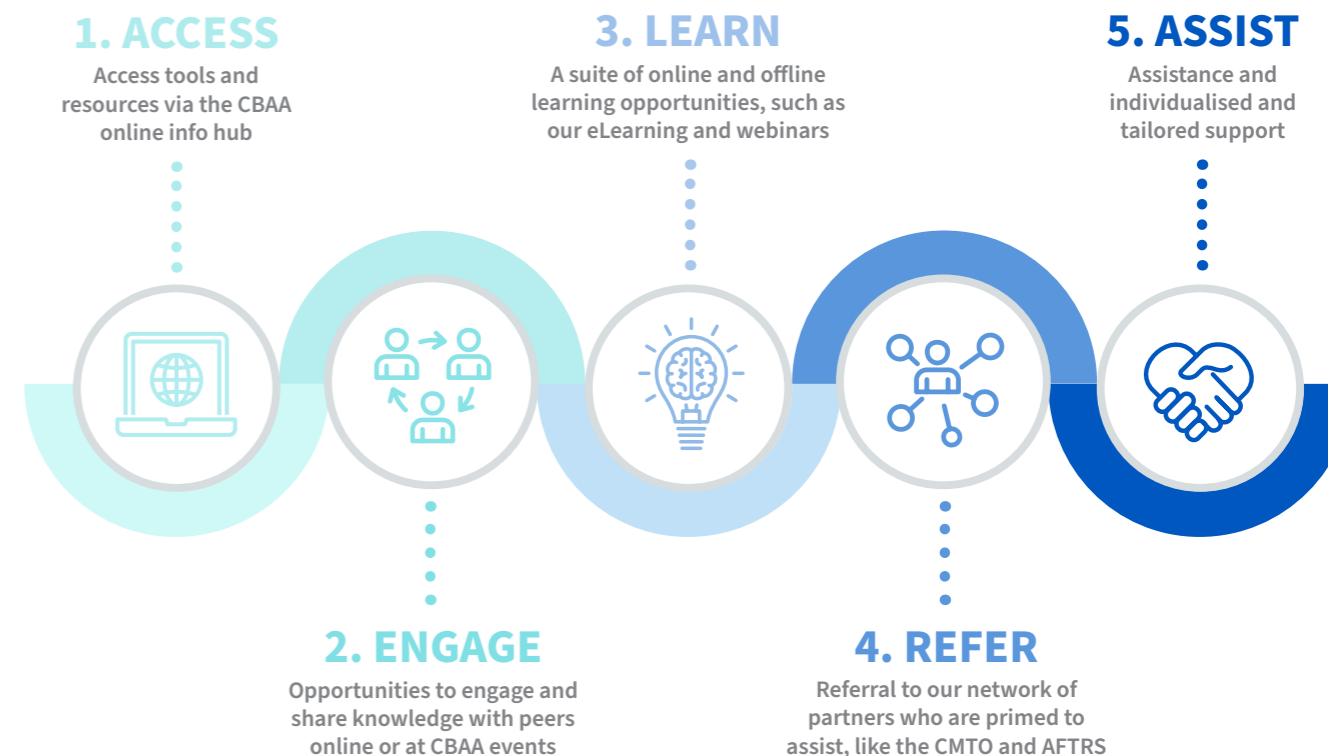 1. ACCESS
Access tools and
resources via the CBAA
online info hub
2. ENGAGE
Opportunities to engage and
share knowledge with peers
online or at CBAA events
3. LEARN
A suite of online and offline
learning opportunities, such as
our eLearning and webinars
4. REFER
Referral to our network of
partners who are primed to
assist, like the CMTO and AFTRS
5. ASSIST
Assistance and
individualised and
tailored support